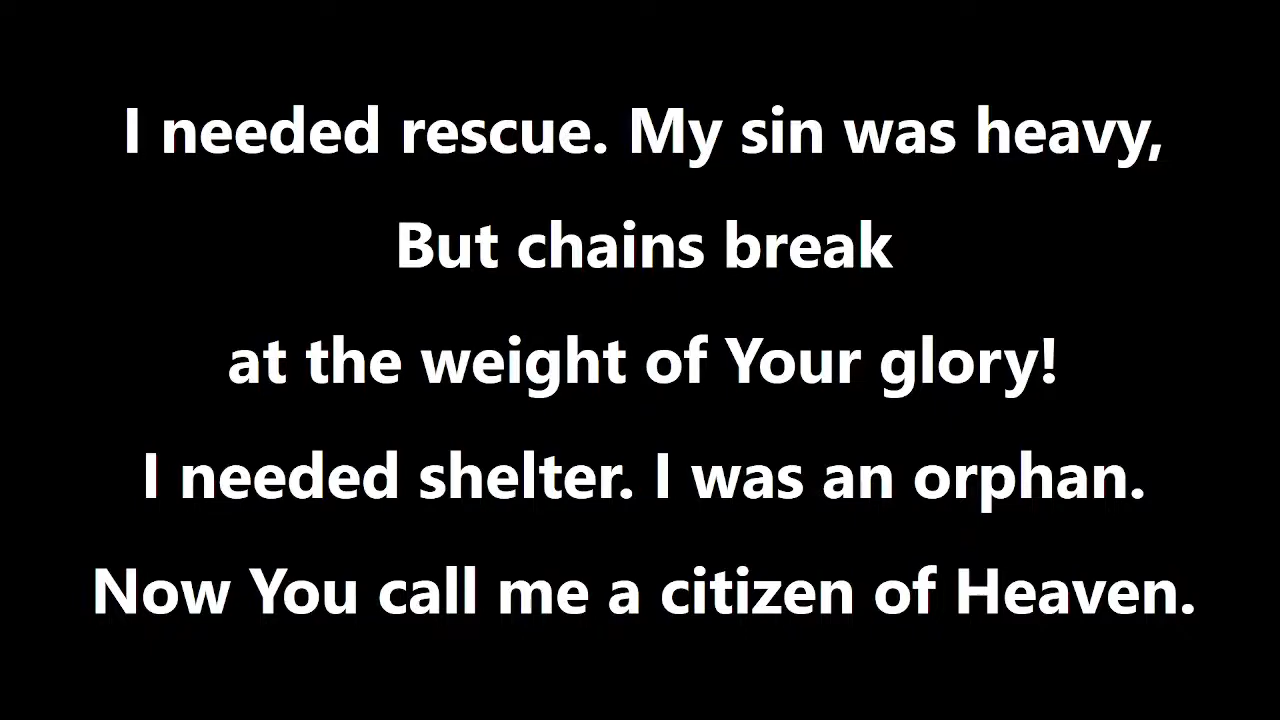 I needed rescue. My sin was heavy,
But chains break
at the weight of Your glory!
I needed shelter. I was an orphan.
Now You call me a citizen of Heaven.